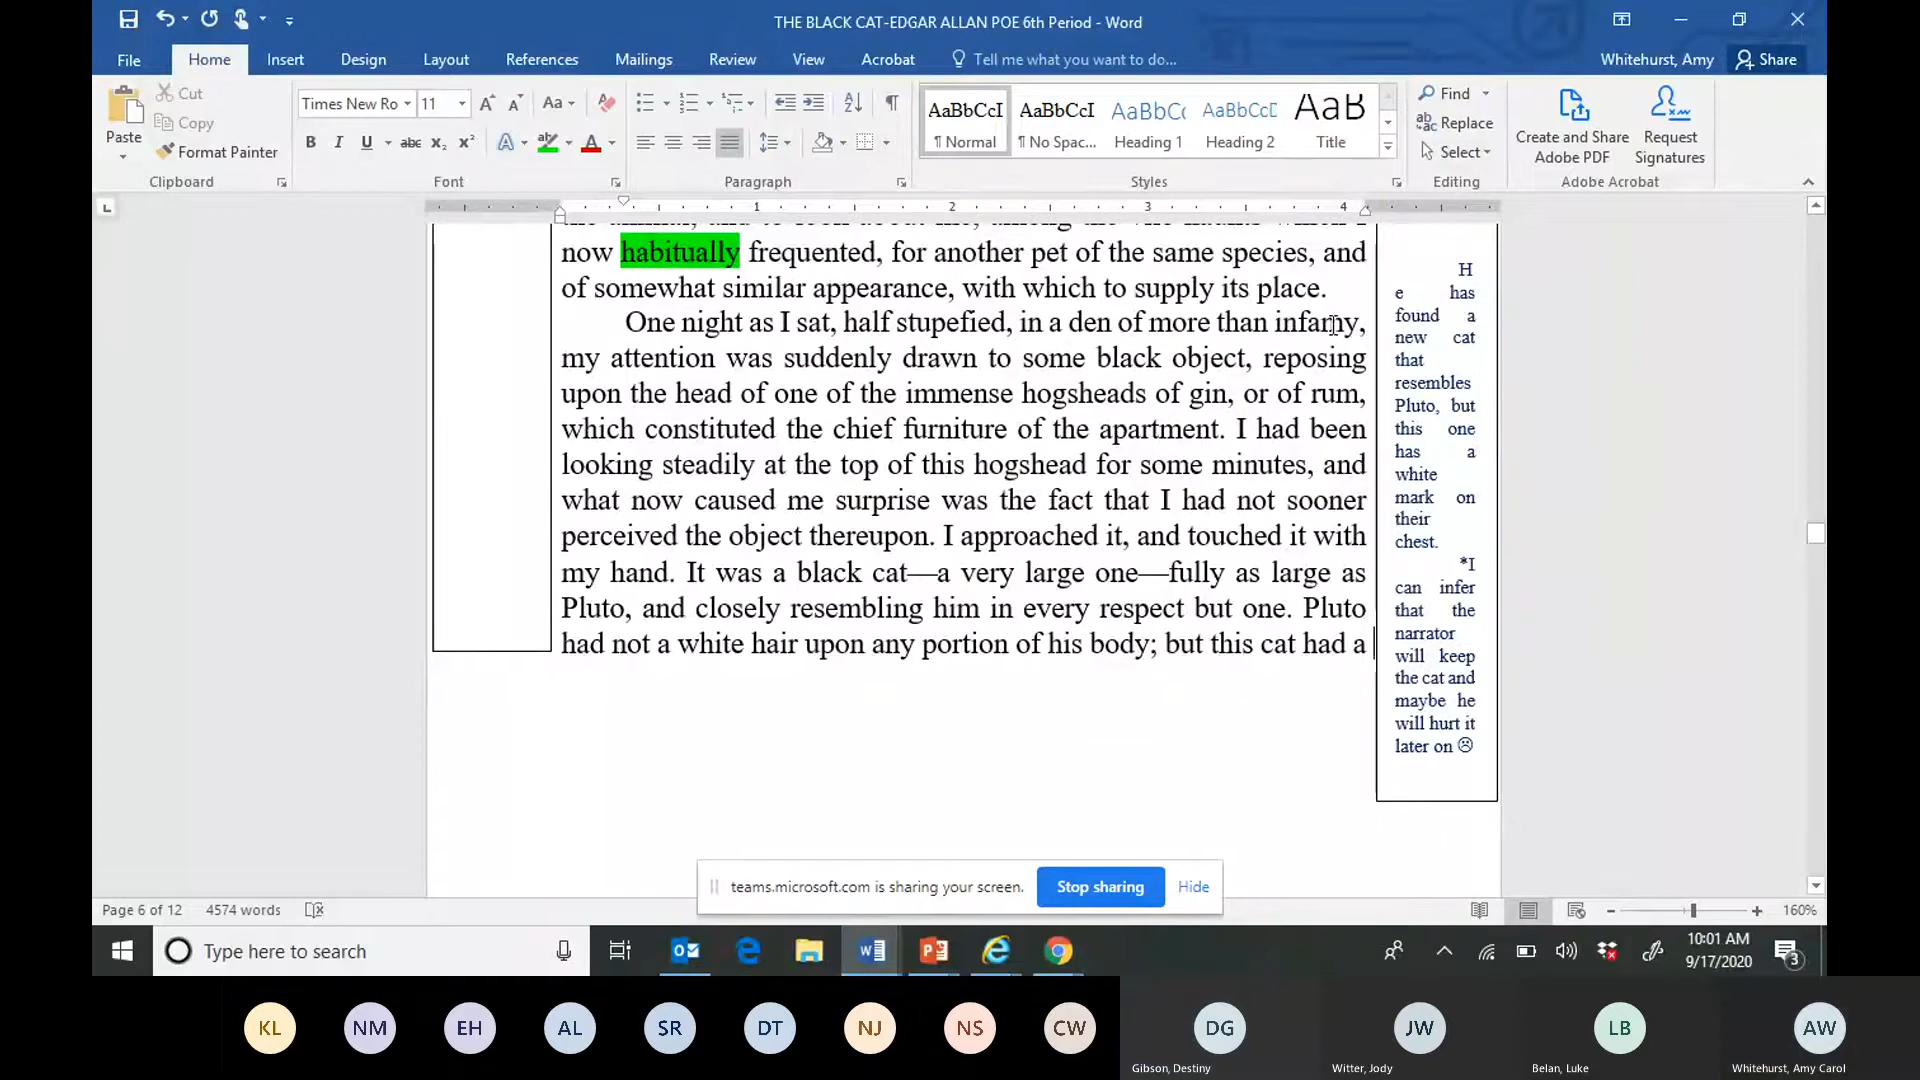 THE BLACK CAT-EDGAR ALLAN POE 6th Period - Word
File Home Insert Design Layout References Mailings Review View Acrobat Tell me what you want to do... Whitehurst, Amy Share
Paste
Cut
Copy
Format Painter
Clipboard
Times New Ro 11 Aa
B I U abc x₂ x² A A
Font
Paragraph
AaBbCcI AaBbCcI AaBbCc AaBbCcD AaB
¶ Normal ¶ No Spac... Heading 1 Heading 2 Title
Styles
Find
Replace
Select
Editing
Create and Share
Adobe PDF
Request
Signatures
Adobe Acrobat
L
1 2 3 4
now habitually frequented, for another pet of the same species, and
of somewhat similar appearance, with which to supply its place.
One night as I sat, half stupefied, in a den of more than infamy,
my attention was suddenly drawn to some black object, reposing
upon the head of one of the immense hogsheads of gin, or of rum,
which constituted the chief furniture of the apartment. I had been
looking steadily at the top of this hogshead for some minutes, and
what now caused me surprise was the fact that I had not sooner
perceived the object thereupon. I approached it, and touched it with
my hand. It was a black cat—a very large one—fully as large as
Pluto, and closely resembling him in every respect but one. Pluto
had not a white hair upon any portion of his body; but this cat had a
H
e has
found a
new cat
that
resembles
Pluto, but
this one
has a
white
mark on
their
chest.
*I
can infer
that the
narrator
will keep
the cat and
maybe he
will hurt it
later on ☹
teams.microsoft.com is sharing your screen. Stop sharing Hide
Page 6 of 12 4574 words 160%
Type here to search
10:01 AM
9/17/2020
3
KL NM EH AL SR DT NJ NS CW DG JW LB AW
Gibson, Destiny Witter, Jody Belan, Luke Whitehurst, Amy Carol